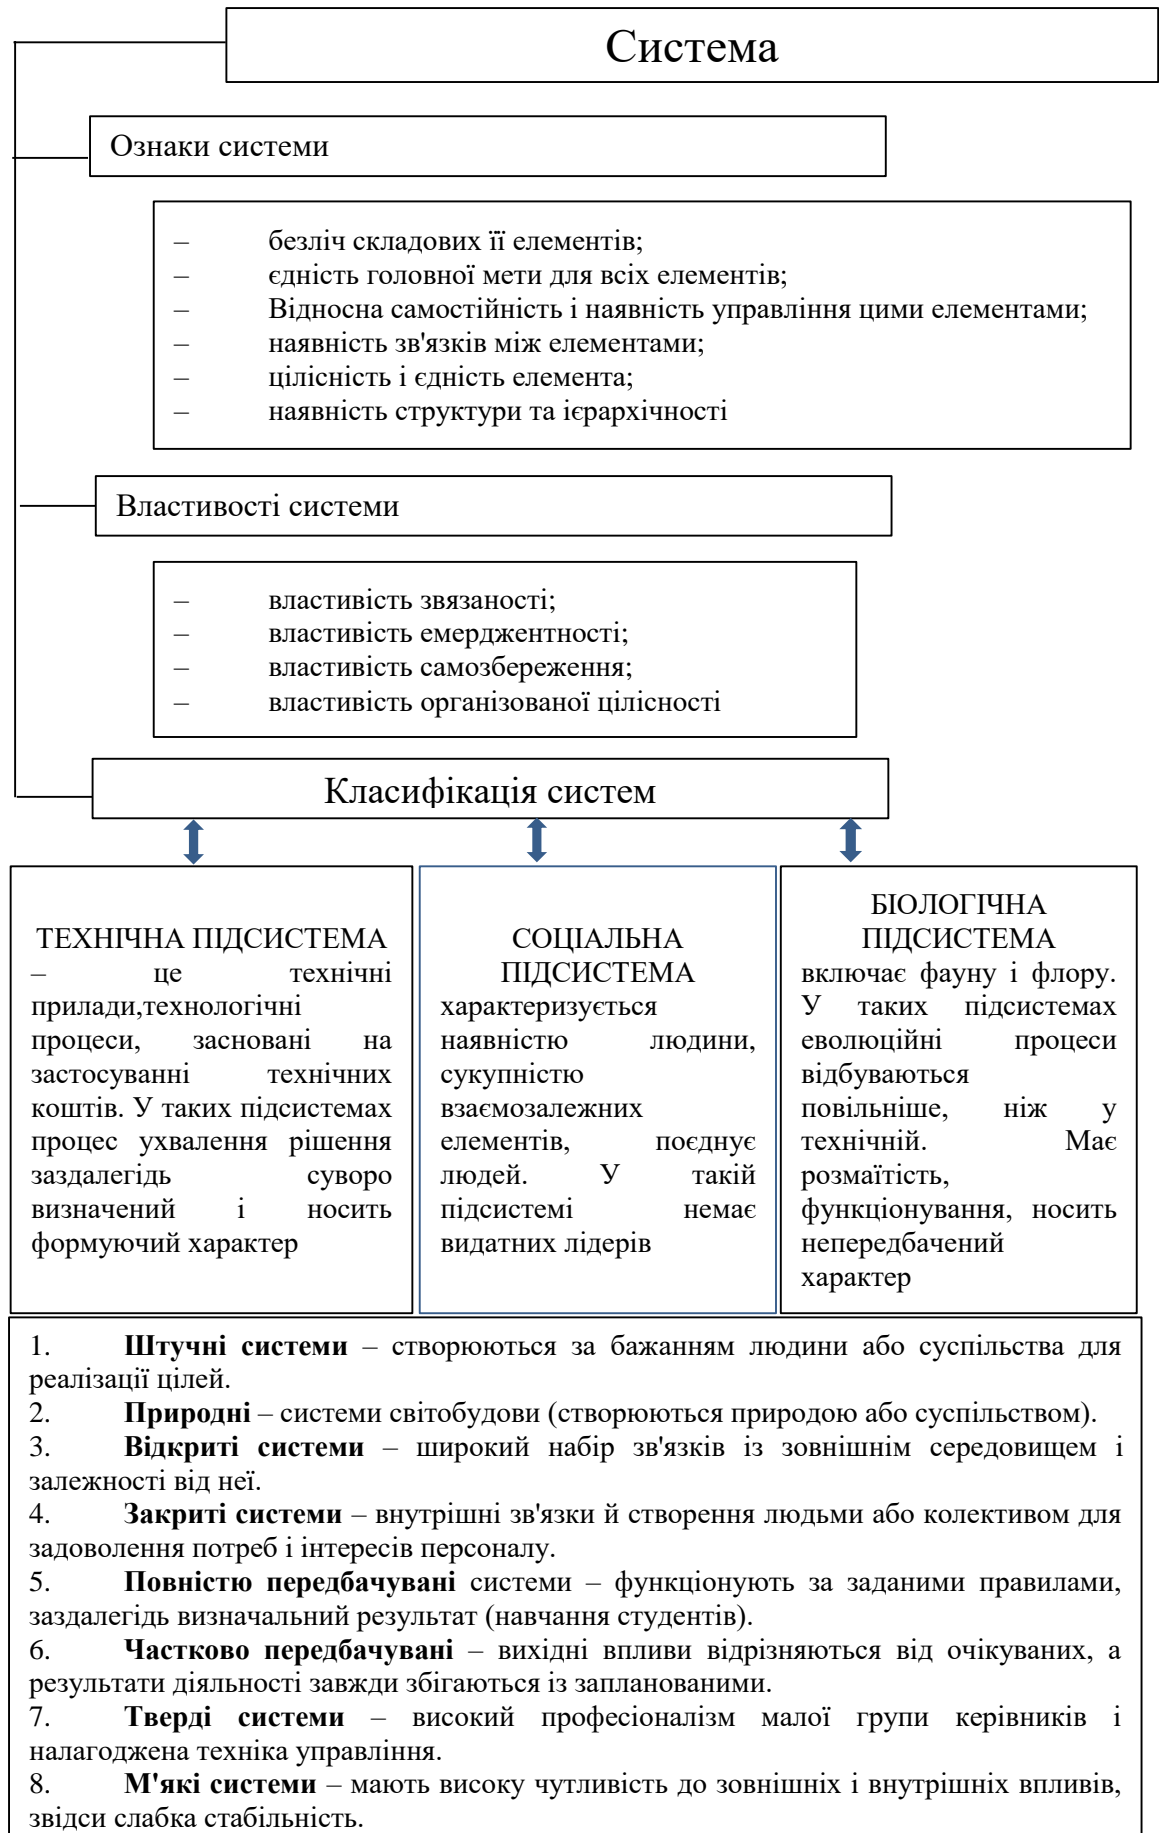 Система
Ознаки системи
– безліч складових її елементів;
– єдність головної мети для всіх елементів;
– Відносна самостійність і наявність управління цими елементами;
– наявність зв'язків між елементами;
– цілісність і єдність елемента;
– наявність структури та ієрархічності
Властивості системи
– властивість звязаності;
– властивість емерджентності;
– властивість самозбереження;
– властивість організованої цілісності
Класифікація систем
ТЕХНІЧНА ПІДСИСТЕМА
– це технічні
прилади,технологічні
процеси, засновані на
застосуванні технічних
коштів. У таких підсистемах
процес ухвалення рішення
заздалегідь суворо
визначений і носить
формуючий характер
СОЦІАЛЬНА
ПІДСИСТЕМА
характеризується
наявністю людини,
сукупністю
взаємозалежних
елементів, поєднує
людей. У такій
підсистемі немає
видатних лідерів
БІОЛОГІЧНА
ПІДСИСТЕМА
включає фауну і флору.
У таких підсистемах
еволюційні процеси
відбуваються
повільніше, ніж у
технічній. Має
розмаїтість,
функціонування, носить
непередбачений
характер
1. Штучні системи – створюються за бажанням людини або суспільства для
реалізації цілей.
2. Природні – системи світобудови (створюються природою або суспільством).
3. Відкриті системи – широкий набір зв'язків із зовнішнім середовищем і
залежності від неї.
4. Закриті системи – внутрішні зв'язки й створення людьми або колективом для
задоволення потреб і інтересів персоналу.
5. Повністю передбачувані системи – функціонують за заданими правилами,
заздалегідь визначальний результат (навчання студентів).
6. Частково передбачувані – вихідні впливи відрізняються від очікуваних, а
результати діяльності завжди збігаються із запланованими.
7. Тверді системи – високий професіоналізм малої групи керівників і
налагоджена техніка управління.
8. М'які системи – мають високу чутливість до зовнішніх і внутрішніх впливів,
звідси слабка стабільність.